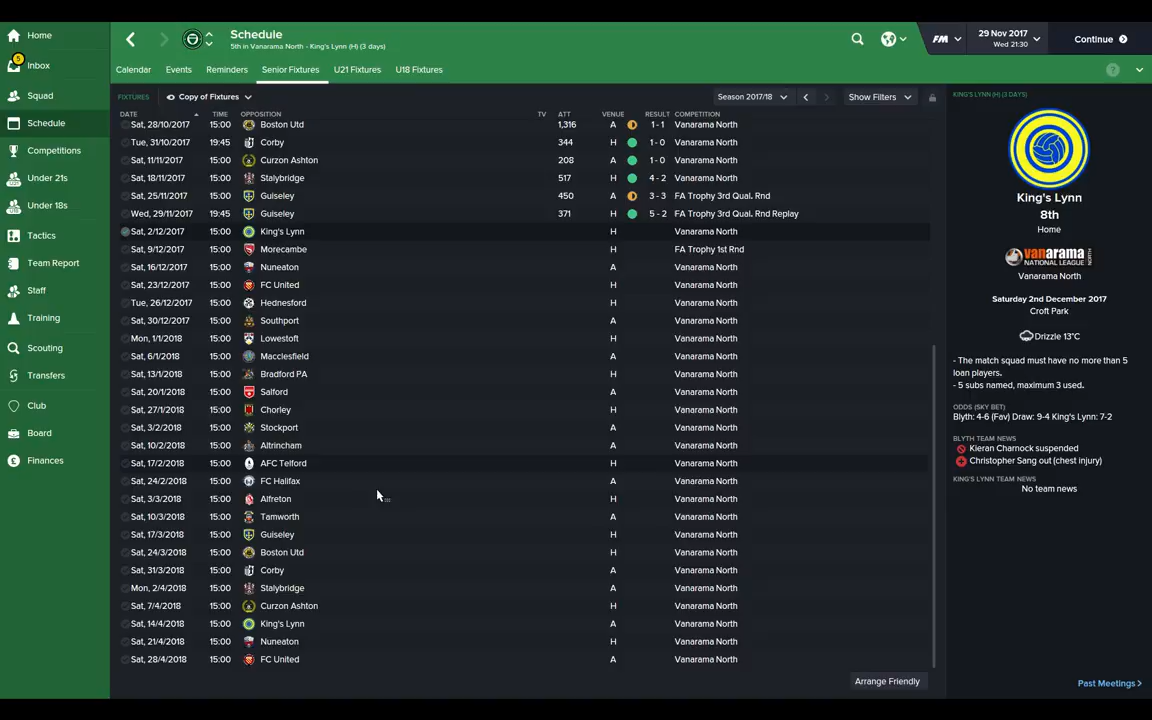 Home
5
Inbox
Squad
Schedule
Competitions
Under 21s
Under 18s
Tactics
Team Report
Staff
Training
Scouting
Transfers
Club
Board
Finances
Schedule
5th in Vanarama North - King's Lynn (H) (3 days)
FM
29 Nov 2017
Wed 21:30
Continue
Calendar Events Reminders Senior Fixtures U21 Fixtures U18 Fixtures
?
FIXTURES Copy of Fixtures Season 2017/18 Show Filters
DATE TIME OPPOSITION TV ATT VENUE RESULT COMPETITION
Sat, 28/10/2017 15:00 Boston Utd 1,316 A 1-1 Vanarama North
Tue, 31/10/2017 19:45 Corby 344 H 1-0 Vanarama North
Sat, 11/11/2017 15:00 Curzon Ashton 208 A 1-0 Vanarama North
Sat, 18/11/2017 15:00 Stalybridge 517 H 4-2 Vanarama North
Sat, 25/11/2017 15:00 Guiseley 450 A 3-3 FA Trophy 3rd Qual. Rnd
Wed, 29/11/2017 19:45 Guiseley 371 H 5-2 FA Trophy 3rd Qual. Rnd Replay
Sat, 2/12/2017 15:00 King's Lynn H Vanarama North
Sat, 9/12/2017 15:00 Morecambe H FA Trophy 1st Rnd
Sat, 16/12/2017 15:00 Nuneaton A Vanarama North
Sat, 23/12/2017 15:00 FC United H Vanarama North
Tue, 26/12/2017 15:00 Hednesford H Vanarama North
Sat, 30/12/2017 15:00 Southport A Vanarama North
Mon, 1/1/2018 15:00 Lowestoft H Vanarama North
Sat, 6/1/2018 15:00 Macclesfield A Vanarama North
Sat, 13/1/2018 15:00 Bradford PA H Vanarama North
Sat, 20/1/2018 15:00 Salford A Vanarama North
Sat, 27/1/2018 15:00 Chorley H Vanarama North
Sat, 3/2/2018 15:00 Stockport A Vanarama North
Sat, 10/2/2018 15:00 Altrincham A Vanarama North
Sat, 17/2/2018 15:00 AFC Telford H Vanarama North
Sat, 24/2/2018 15:00 FC Halifax A Vanarama North
Sat, 3/3/2018 15:00 Alfreton H Vanarama North
Sat, 10/3/2018 15:00 Tamworth A Vanarama North
Sat, 17/3/2018 15:00 Guiseley H Vanarama North
Sat, 24/3/2018 15:00 Boston Utd H Vanarama North
Sat, 31/3/2018 15:00 Corby A Vanarama North
Mon, 2/4/2018 15:00 Stalybridge A Vanarama North
Sat, 7/4/2018 15:00 Curzon Ashton H Vanarama North
Sat, 14/4/2018 15:00 King's Lynn A Vanarama North
Sat, 21/4/2018 15:00 Nuneaton H Vanarama North
Sat, 28/4/2018 15:00 FC United A Vanarama North
Arrange Friendly
KING'S LYNN (H) (3 DAYS)
King's Lynn
8th
Home
vanarama
NATIONAL LEAGUE NORTH
Vanarama North
Saturday 2nd December 2017
Croft Park
Drizzle 13°C
- The match squad must have no more than 5
loan players.
- 5 subs named, maximum 3 used.
ODDS (SKY BET)
Blyth: 4-6 (Fav) Draw: 9-4 King's Lynn: 7-2
BLYTH TEAM NEWS
Kieran Charnock suspended
Christopher Sang out (chest injury)
KING'S LYNN TEAM NEWS
No team news
Past Meetings >